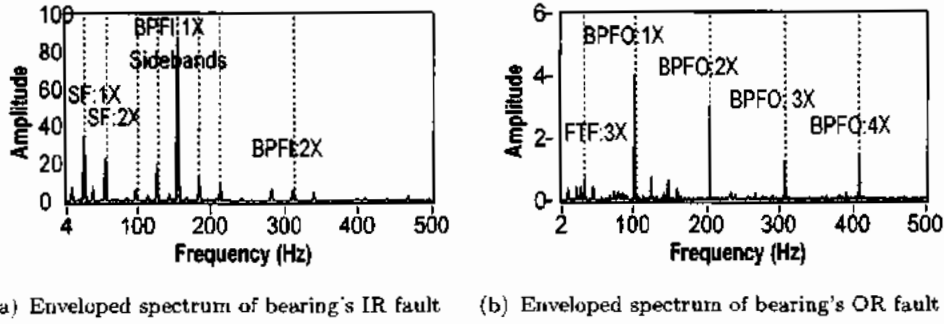 100
80
60
40
20
0
Amplitude
SF:1X
SF:2X
BPFI:1X
Sidebands
BPFI:2X
4 100 200 300 400 500
Frequency (Hz)
a) Enveloped spectrum of bearing's IR fault
6-
4-
2-
0-
Amplitude
FTF:3X
BPFO:1X
BPFO:2X
BPFO:3X
BPFO:4X
2 100 200 300 400 500
Frequency (Hz)
(b) Enveloped spectrum of bearing's OR fault